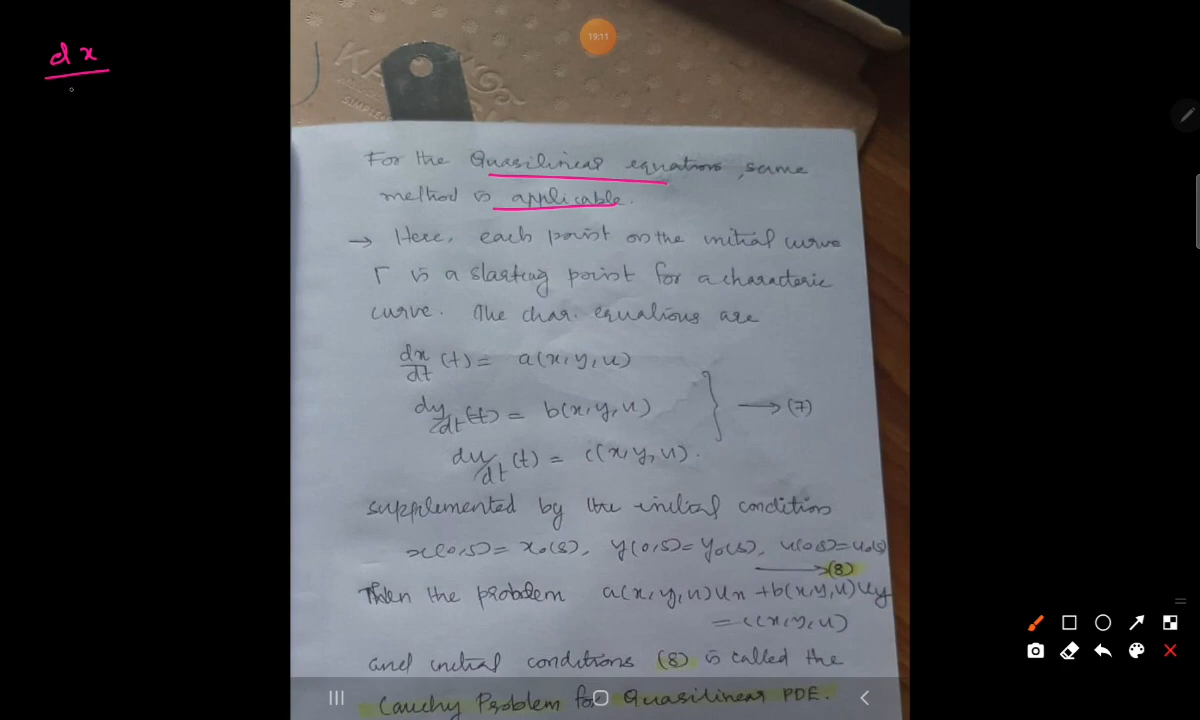 dx
19:11
SIMPLE
For the Quasilinear equations, same
method is applicable.
→ Here, each point on the initial curve
Γ is a starting point for a characteric
curve. The char. equations are
dx/dt (t) = a(x,y,u)
dy/dt (t) = b(x,y,u) } → (7)
du/dt (t) = c(x,y,u).
supplemented by the initial condition
x(0,s) = x₀(s), y(0,s) = y₀(s), u(0,s) = u₀(s)
→ (8)
Then the problem a(x,y,u)ux + b(x,y,u)uy
= c(x,y,u)
and initial conditions (8) is called the
Cauchy Problem for Quasilinear PDE.